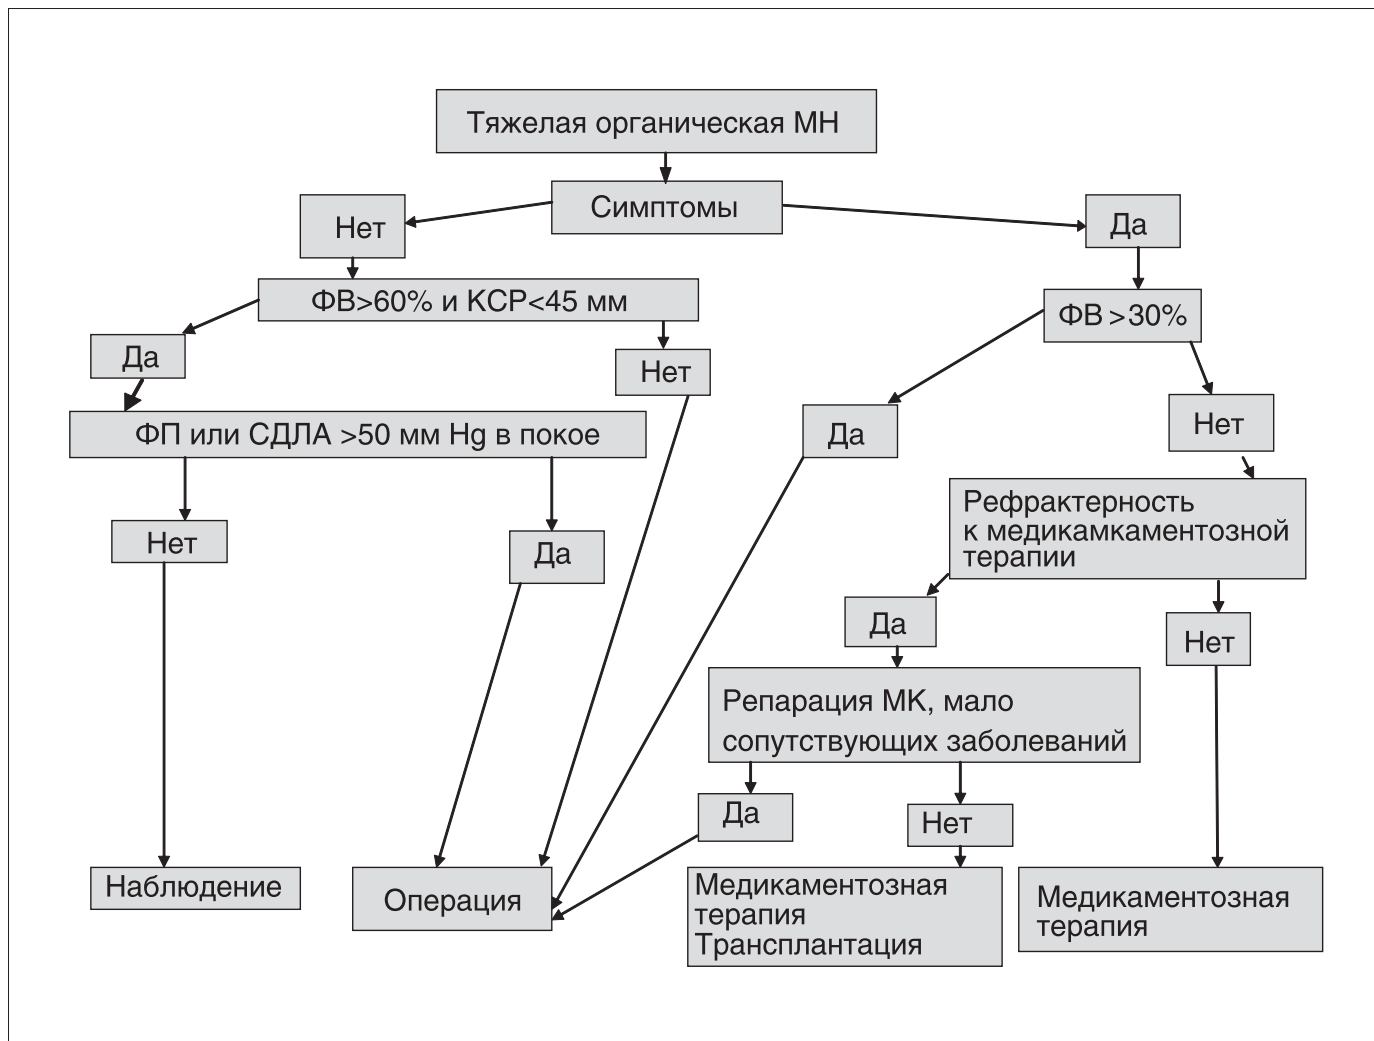 Тяжелая органическая МН
Симптомы
Нет
Да
ФВ>60% и КСР<45 мм
ФВ >30%
Да
Нет
Да
Нет
ФП или СДЛА >50 мм Hg в покое
Рефрактерность
к медикамкаментозной
терапии
Нет
Да
Да
Нет
Репарация МК, мало
сопутствующих заболеваний
Да
Нет
Наблюдение
Операция
Медикаментозная
терапия
Трансплантация
Медикаментозная
терапия